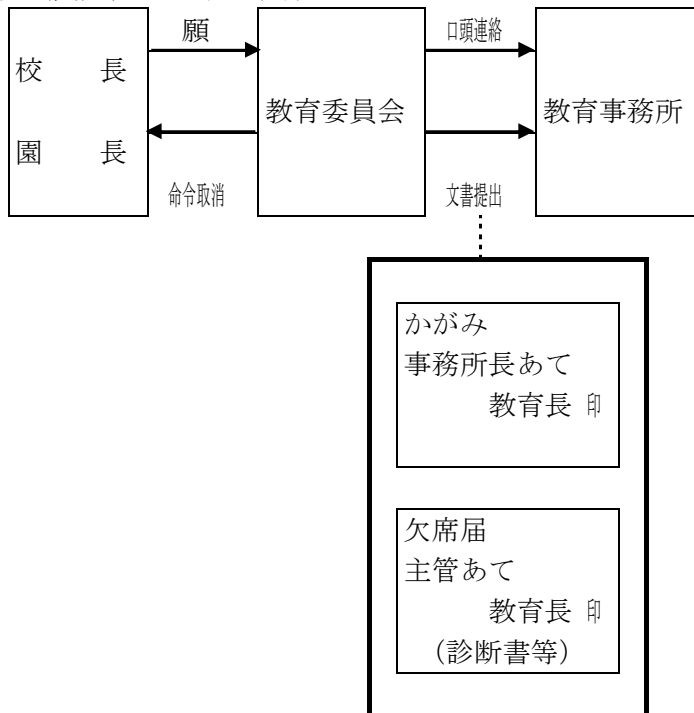 願
口頭連絡
校　　長
園　　長
教育委員会
教育事務所
命令取消
文書提出
かがみ
事務所長あて
教育長 印
欠席届
主管あて
教育長 印
（診断書等）